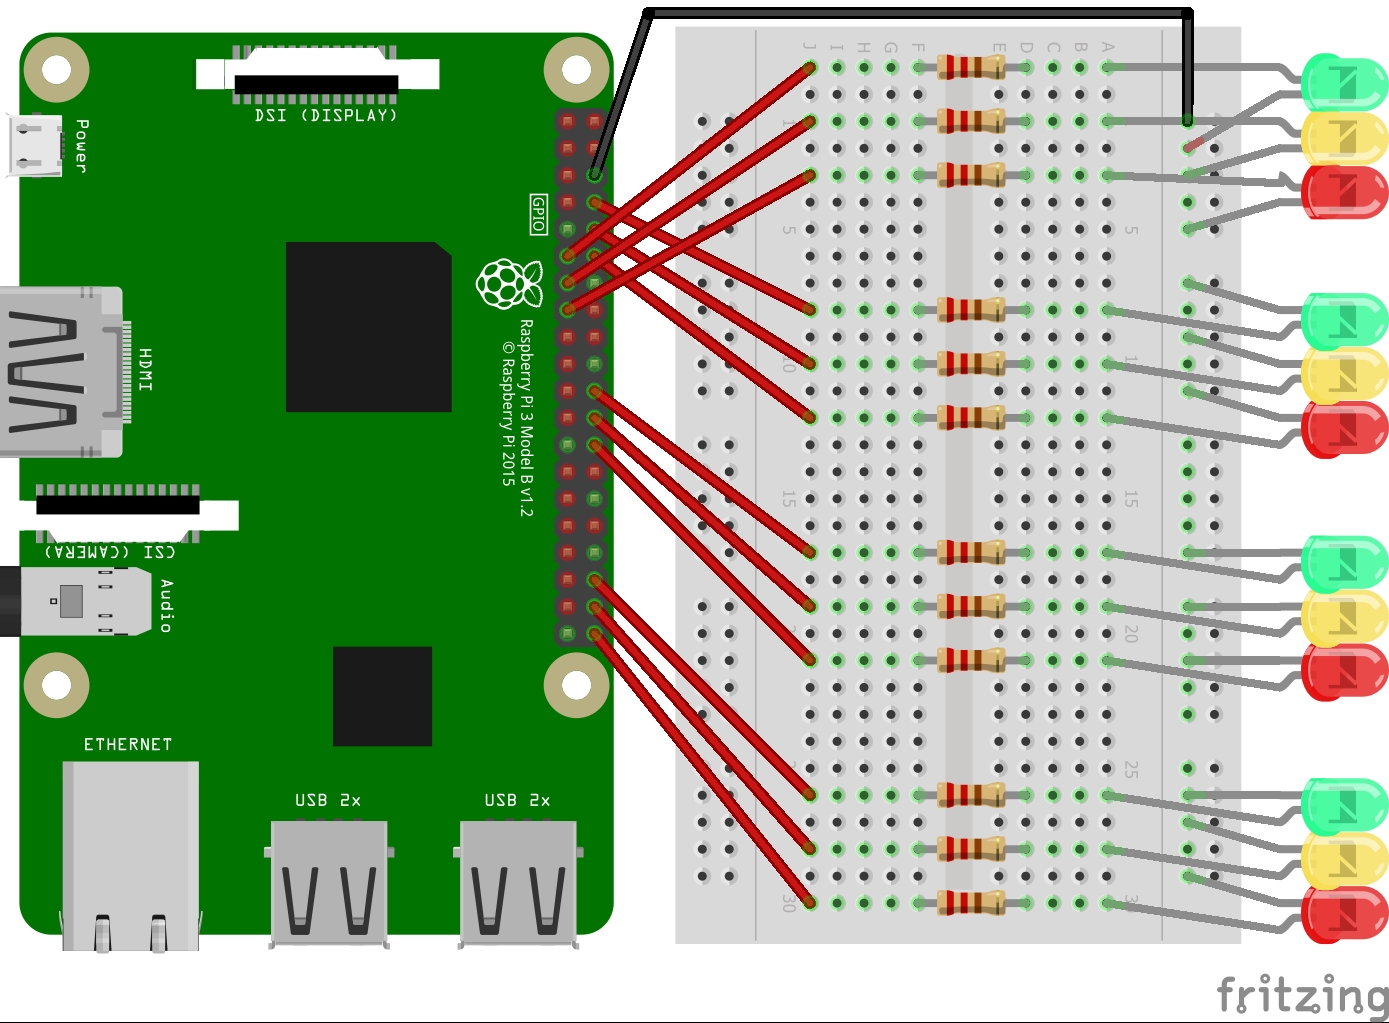 DSI (DISPLAY)
Power
GPIO
HDMI
Raspberry Pi 3 Model B v1.2
© Raspberry Pi 2015
CSI (CAMERA)
Audio
ETHERNET
USB 2x
USB 2x
J I H G F E D C B A
5 5
10
15 15
20 20
25
30
fritzing